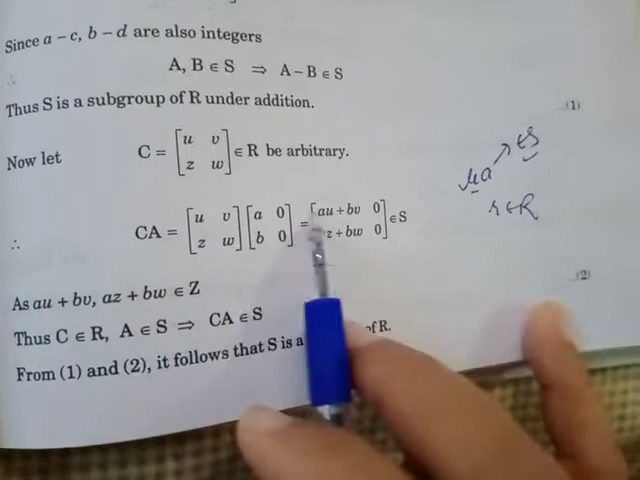 Since a – c, b – d are also integers
∴ A, B ∈ S ⇒ A – B ∈ S
Thus S is a subgroup of R under addition. ...(1)
Now let C = [u v; z w] ∈ R be arbitrary.
∴ CA = [u v; z w] [a 0; b 0] = [au + bv 0; z + bw 0] ∈ S
As au + bv, az + bw ∈ Z ...(2)
Thus C ∈ R, A ∈ S ⇒ CA ∈ S
From (1) and (2), it follows that S is a of R.
ra → ∈S
r ∈ R